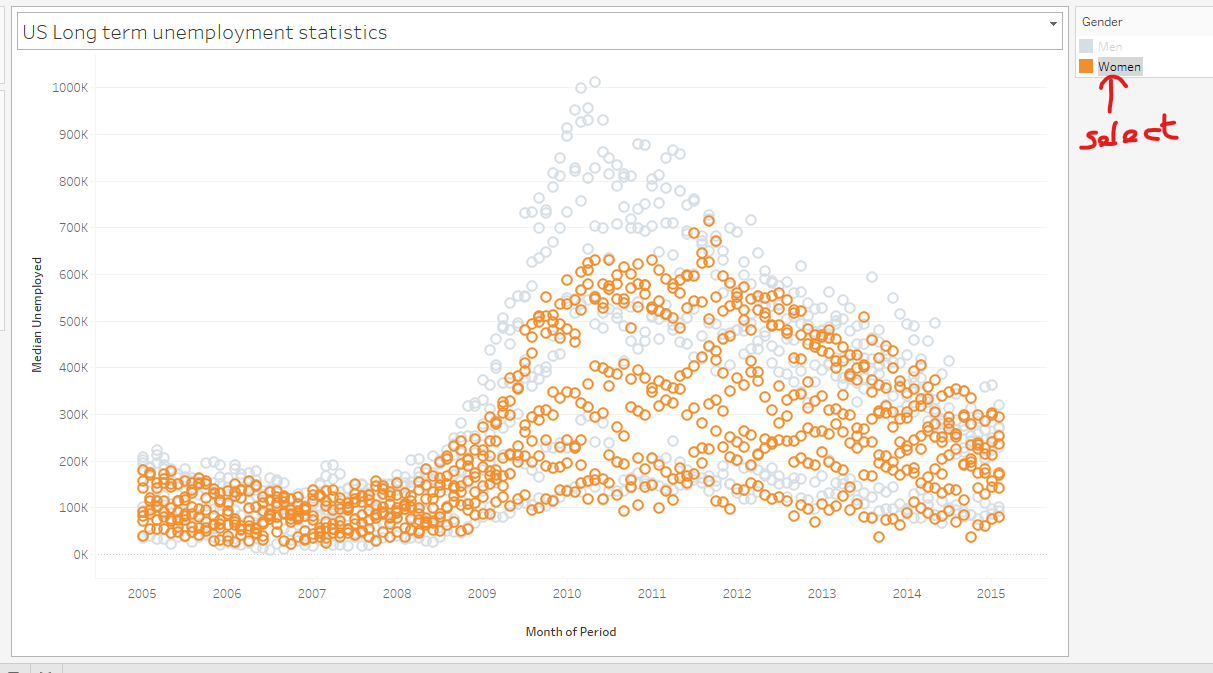 US Long term unemployment statistics
Gender
Men
Women
select
1000K
900K
800K
700K
600K
500K
400K
300K
200K
100K
0K
Median Unemployed
2005 2006 2007 2008 2009 2010 2011 2012 2013 2014 2015
Month of Period